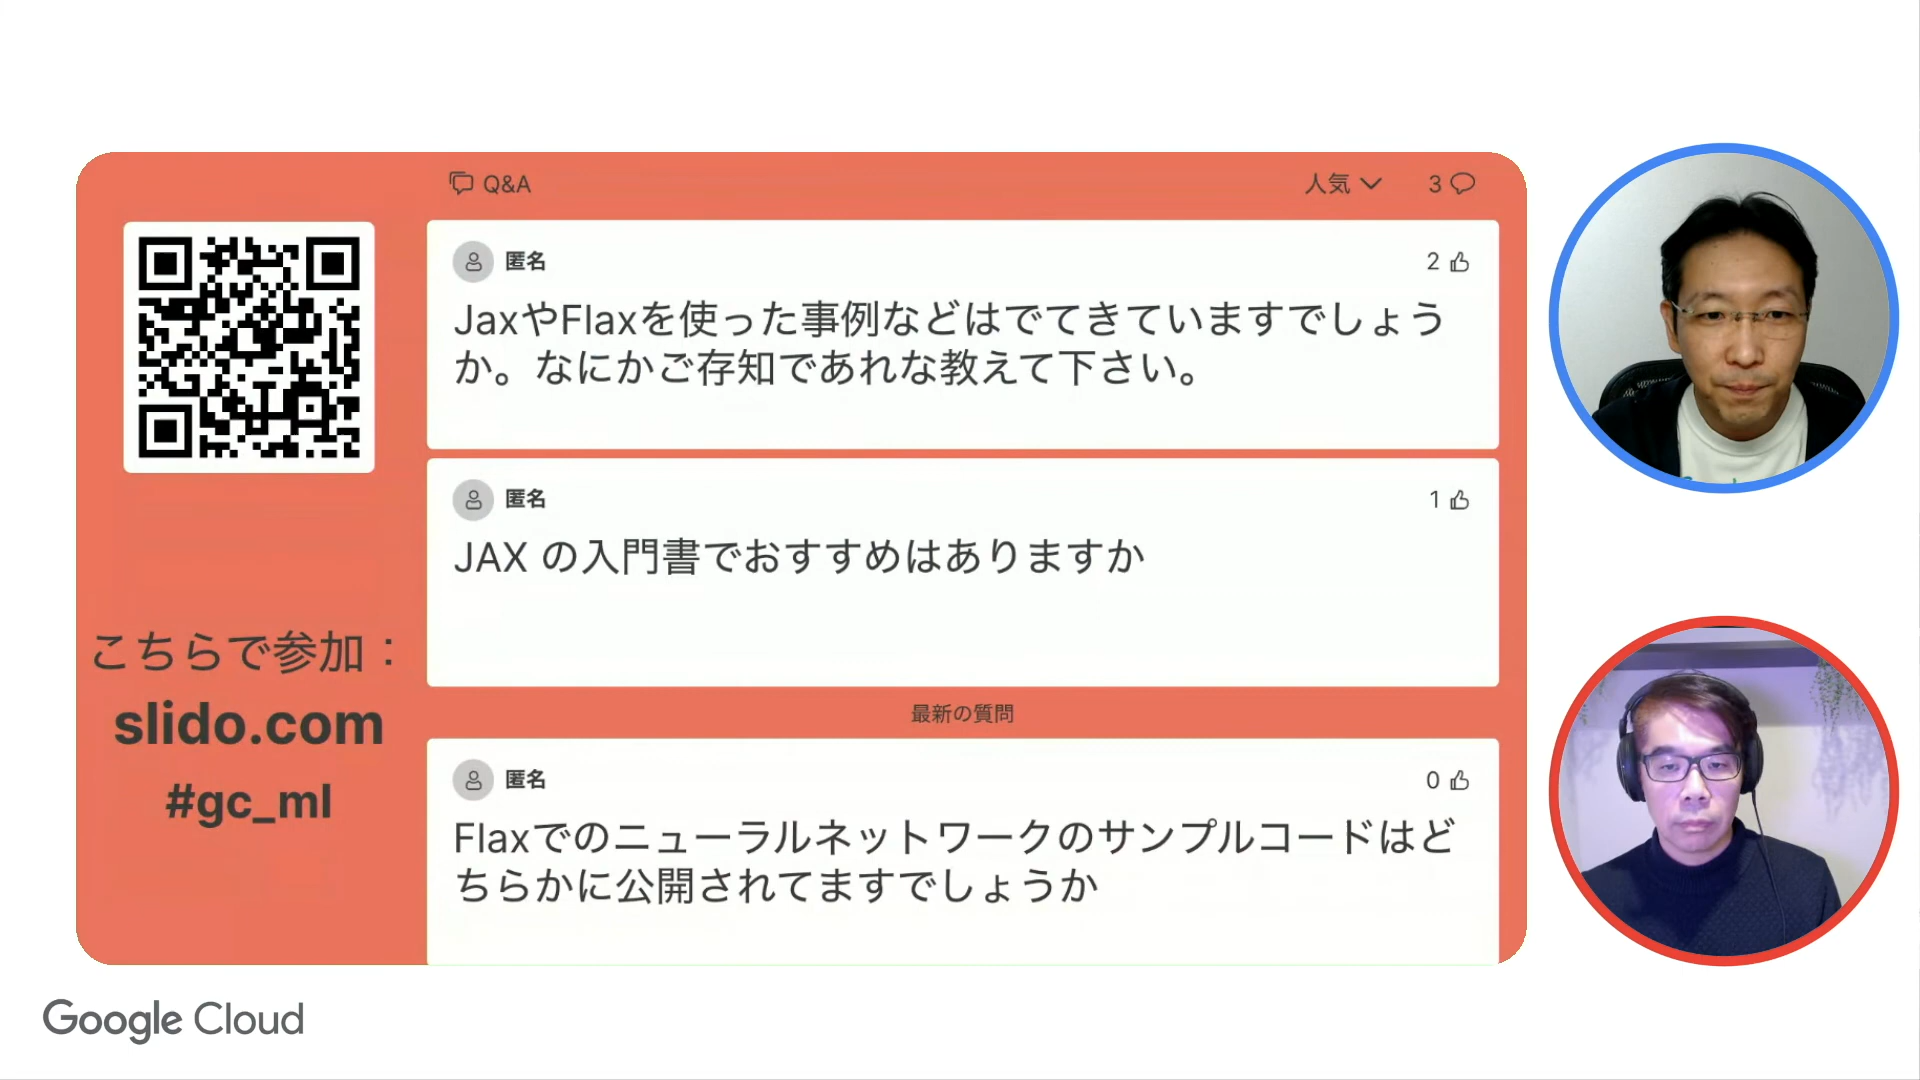 Q&A
人気
3
匿名
2
JaxやFlaxを使った事例などはでてきていますでしょう
か。なにかご存知であれな教えて下さい。
匿名
1
JAX の入門書でおすすめはありますか
こちらで参加：
slido.com
#gc_ml
最新の質問
匿名
0
Flaxでのニューラルネットワークのサンプルコードはど
ちらかに公開されてますでしょうか
Google Cloud